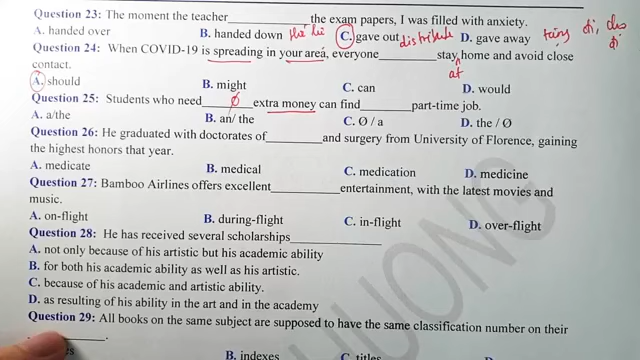 Question 23: The moment the teacher____________the exam papers, I was filled with anxiety.
A. handed over B. handed down C. gave out distribute D. gave away tặng đi, cho đi
Question 24: When COVID-19 is spreading in your area, everyone_________stay home and avoid close
at
contact.
A. should B. might C. can D. would
Question 25: Students who need________extra money can find_________part-time job.
Ø
A. a/the B. an/ the C. Ø / a D. the / Ø
Question 26: He graduated with doctorates of_________and surgery from University of Florence, gaining
the highest honors that year.
A. medicate B. medical C. medication D. medicine
Question 27: Bamboo Airlines offers excellent____________entertainment, with the latest movies and
music.
A. on-flight B. during-flight C. in-flight D. over-flight
Question 28: He has received several scholarships______________
A. not only because of his artistic but his academic ability
B. for both his academic ability as well as his artistic.
C. because of his academic and artistic ability.
D. as resulting of his ability in the art and in the academy
Question 29: All books on the same subject are supposed to have the same classification number on their
B. indexes C. titles D.